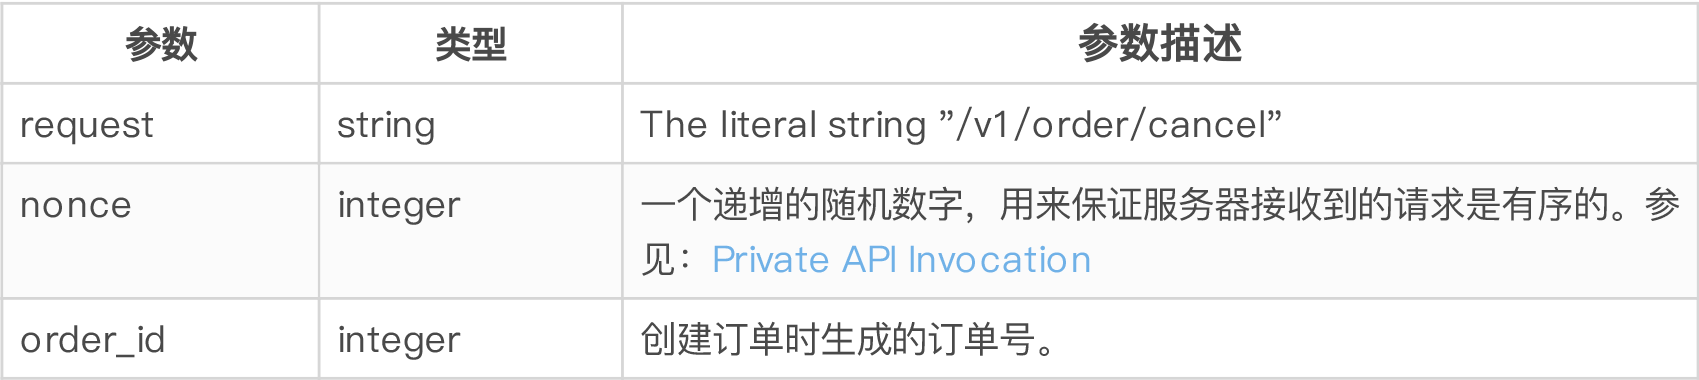 参数 类型 参数描述
request string The literal string ”/v1/order/cancel”
nonce integer 一个递增的随机数字，用来保证服务器接收到的请求是有序的。参
见：Private API Invocation
order_id integer 创建订单时生成的订单号。